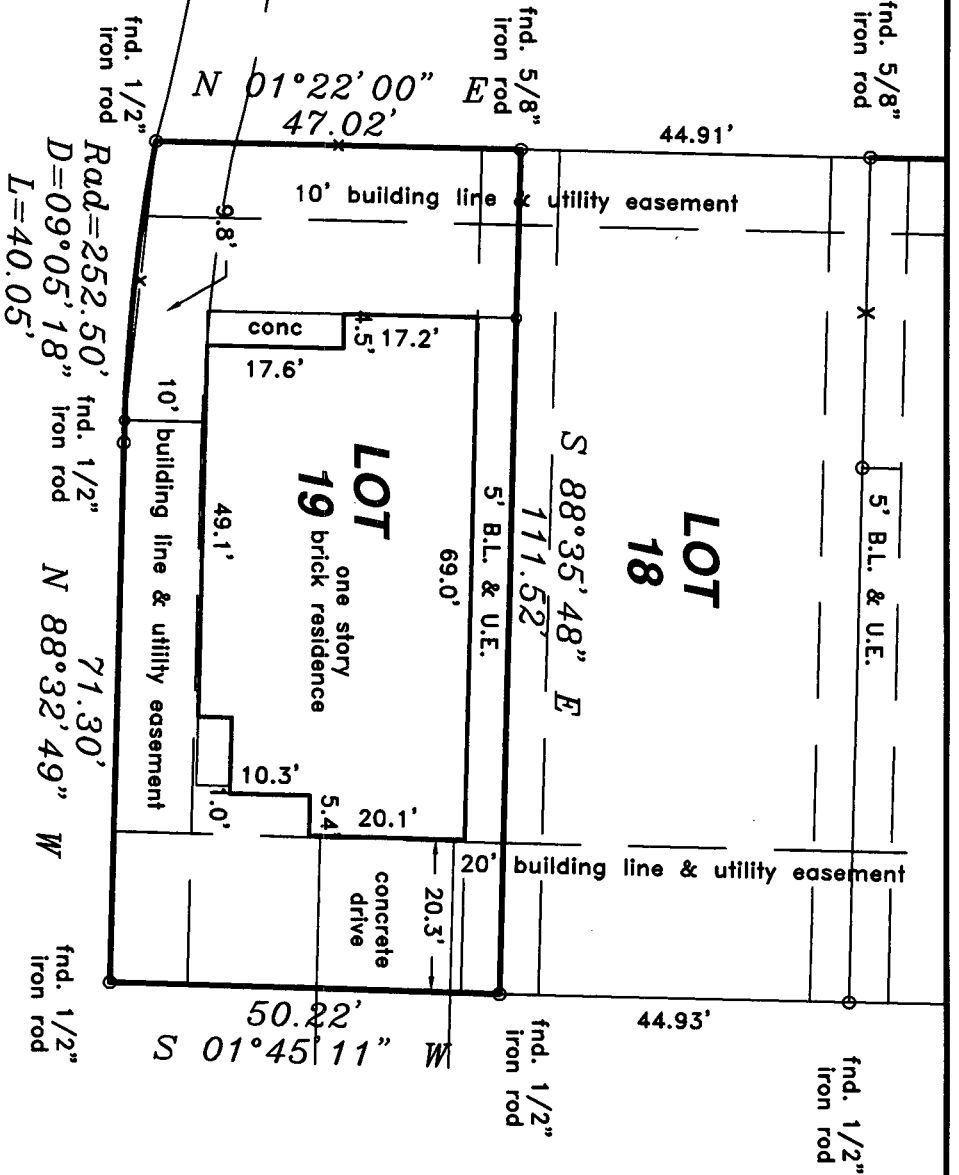 fnd. 1/2"
iron rod
N 01°22'00" E
47.02'
fnd. 5/8"
iron rod
44.91'
fnd. 5/8"
iron rod
10' building line & utility easement
9.8'
Rad=252.50'
D=09°05'18"
L=40.05'
fnd. 1/2"
iron rod
conc
4.5'
17.2'
17.6'
10' building line & utility easement
49.1'
LOT
19
one story
brick residence
69.0'
5' B.L. & U.E.
S 88°35'48" E
111.52'
LOT
18
5' B.L. & U.E.
71.30'
N 88°32'49" W
10.3'
1.0'
5.4'
20.1'
20' building line & utility easement
20.3'
concrete
drive
fnd. 1/2"
iron rod
50.22'
S 01°45'11" W
fnd. 1/2"
iron rod
44.93'
fnd. 1/2"
iron rod